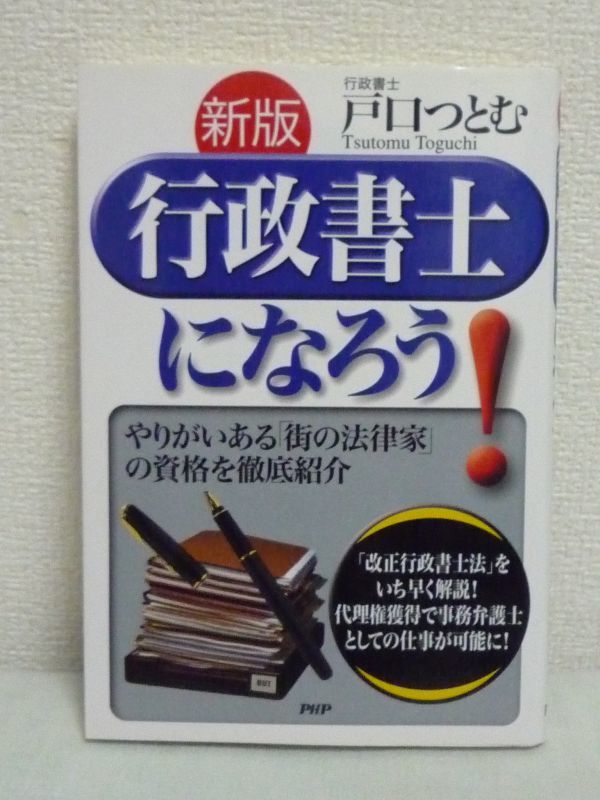 新版
行政書士
戸口つとむ
Tsutomu Toguchi
行政書士
になろう!
やりがいある「街の法律家」
の資格を徹底紹介
「改正行政書士法」を
いち早く解説!
代理権獲得で事務弁護士
としての仕事が可能に!
PHP